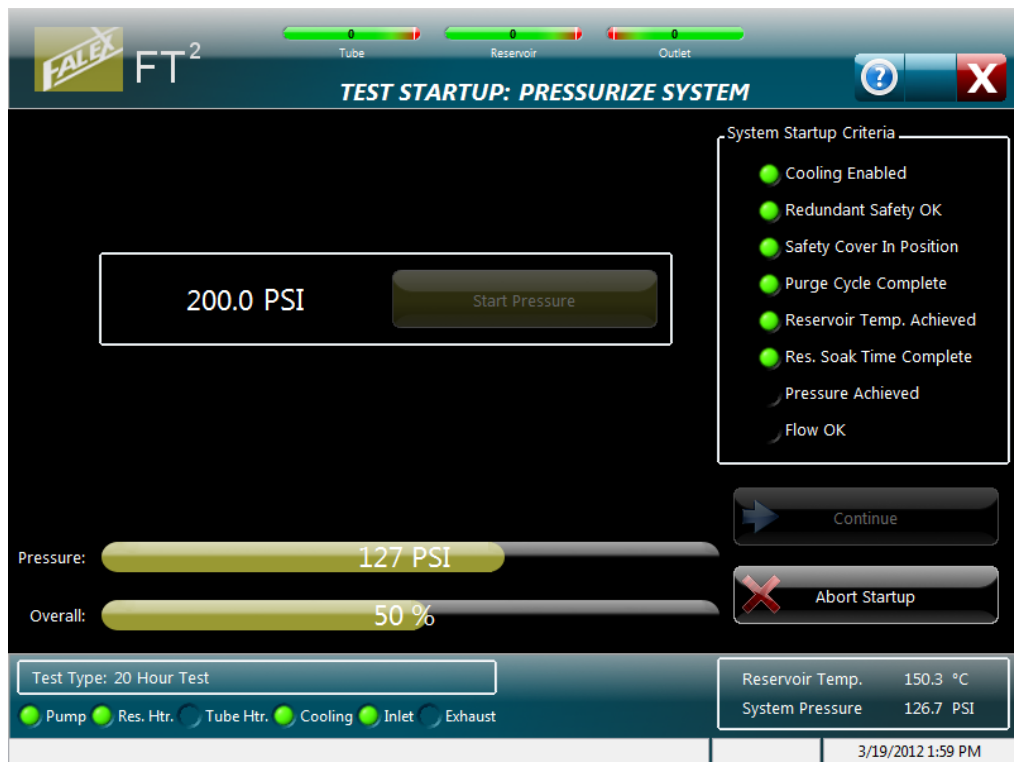 FALEX FT²
0 0 0
Tube Reservoir Outlet
TEST STARTUP: PRESSURIZE SYSTEM
? X
System Startup Criteria
Cooling Enabled
Redundant Safety OK
Safety Cover In Position
Purge Cycle Complete
200.0 PSI Start Pressure
Reservoir Temp. Achieved
Res. Soak Time Complete
Pressure Achieved
Flow OK
Continue
Pressure: 127 PSI
Abort Startup
Overall: 50 %
Test Type: 20 Hour Test
Pump Res. Htr. Tube Htr. Cooling Inlet Exhaust
Reservoir Temp. 150.3 °C
System Pressure 126.7 PSI
3/19/2012 1:59 PM